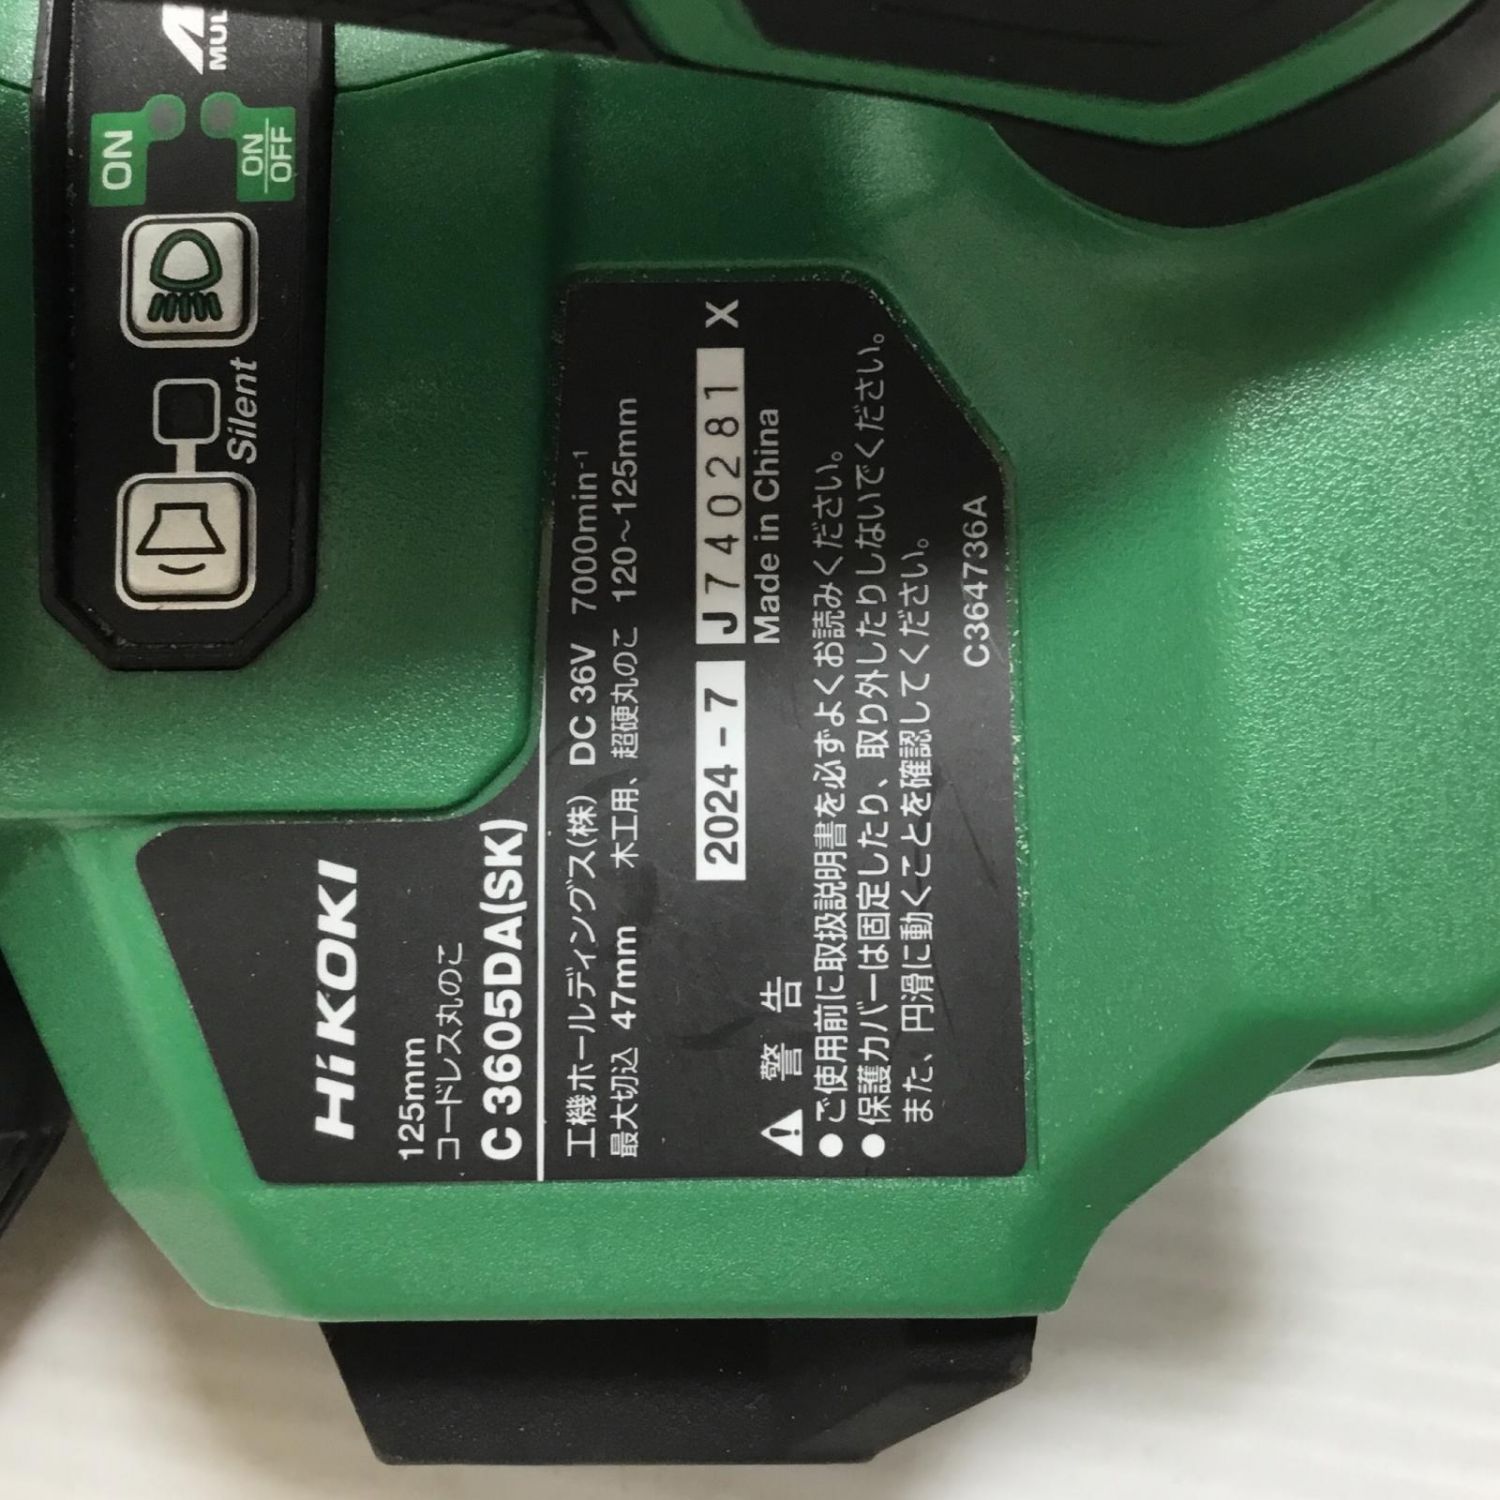 MUL
ON
ON
OFF
Silent
HiKOKI
125mm
コードレス丸のこ
C 3605DA(SK)
工機ホールディングス(株) DC 36V 7000min-1
最大切込 47mm 木工用、超硬丸のこ 120～125mm
2024-7 J740281 X
Made in China
警告
●ご使用前に取扱説明書を必ずよくお読みください。
●保護カバーは固定したり、取り外したりしないでください。
また、円滑に動くことを確認してください。
C364736A